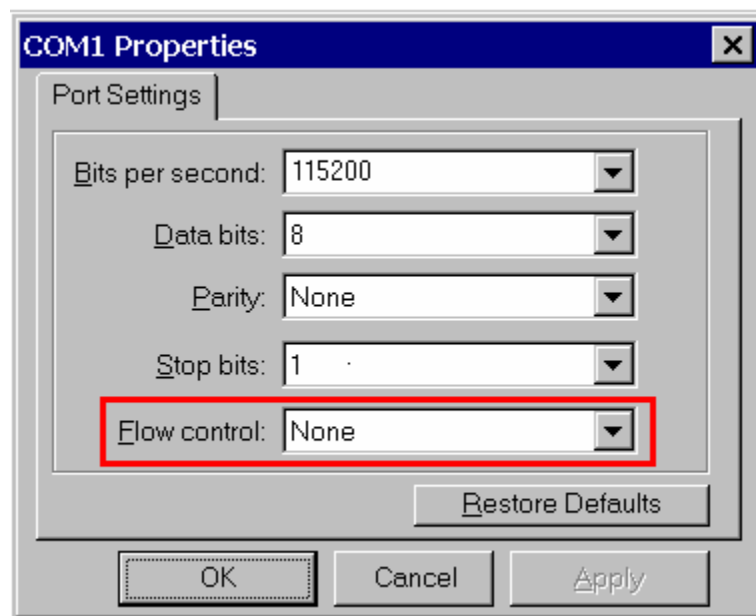 COM1 Properties
Port Settings
Bits per second: 115200
Data bits: 8
Parity: None
Stop bits: 1
Flow control: None
Restore Defaults
OK Cancel Apply